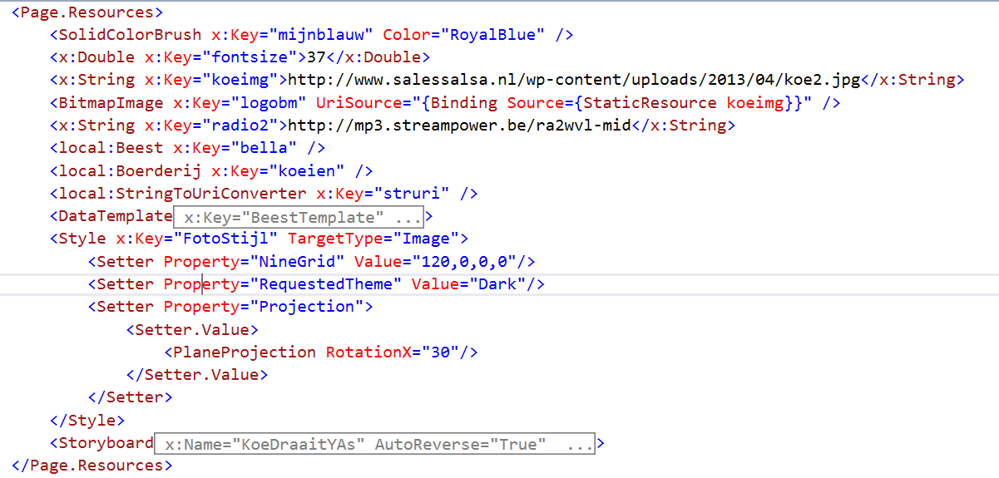 <Page.Resources>
<SolidColorBrush x:Key="mijnblauw" Color="RoyalBlue" />
<x:Double x:Key="fontsize">37</x:Double>
<x:String x:Key="koeimg">http://www.salessalsa.nl/wp-content/uploads/2013/04/koe2.jpg</x:String>
<BitmapImage x:Key="logobm" UriSource="{Binding Source={StaticResource koeimg}}" />
<x:String x:Key="radio2">http://mp3.streampower.be/ra2wvl-mid</x:String>
<local:Beest x:Key="bella" />
<local:Boerderij x:Key="koeien" />
<local:StringToUriConverter x:Key="struri" />
<DataTemplate x:Key="BeestTemplate" ...>
<Style x:Key="FotoStijl" TargetType="Image">
<Setter Property="NineGrid" Value="120,0,0,0"/>
<Setter Property="RequestedTheme" Value="Dark"/>
<Setter Property="Projection">
<Setter.Value>
<PlaneProjection RotationX="30"/>
</Setter.Value>
</Setter>
</Style>
<Storyboard x:Name="KoeDraaitYAs" AutoReverse="True" ...>
</Page.Resources>